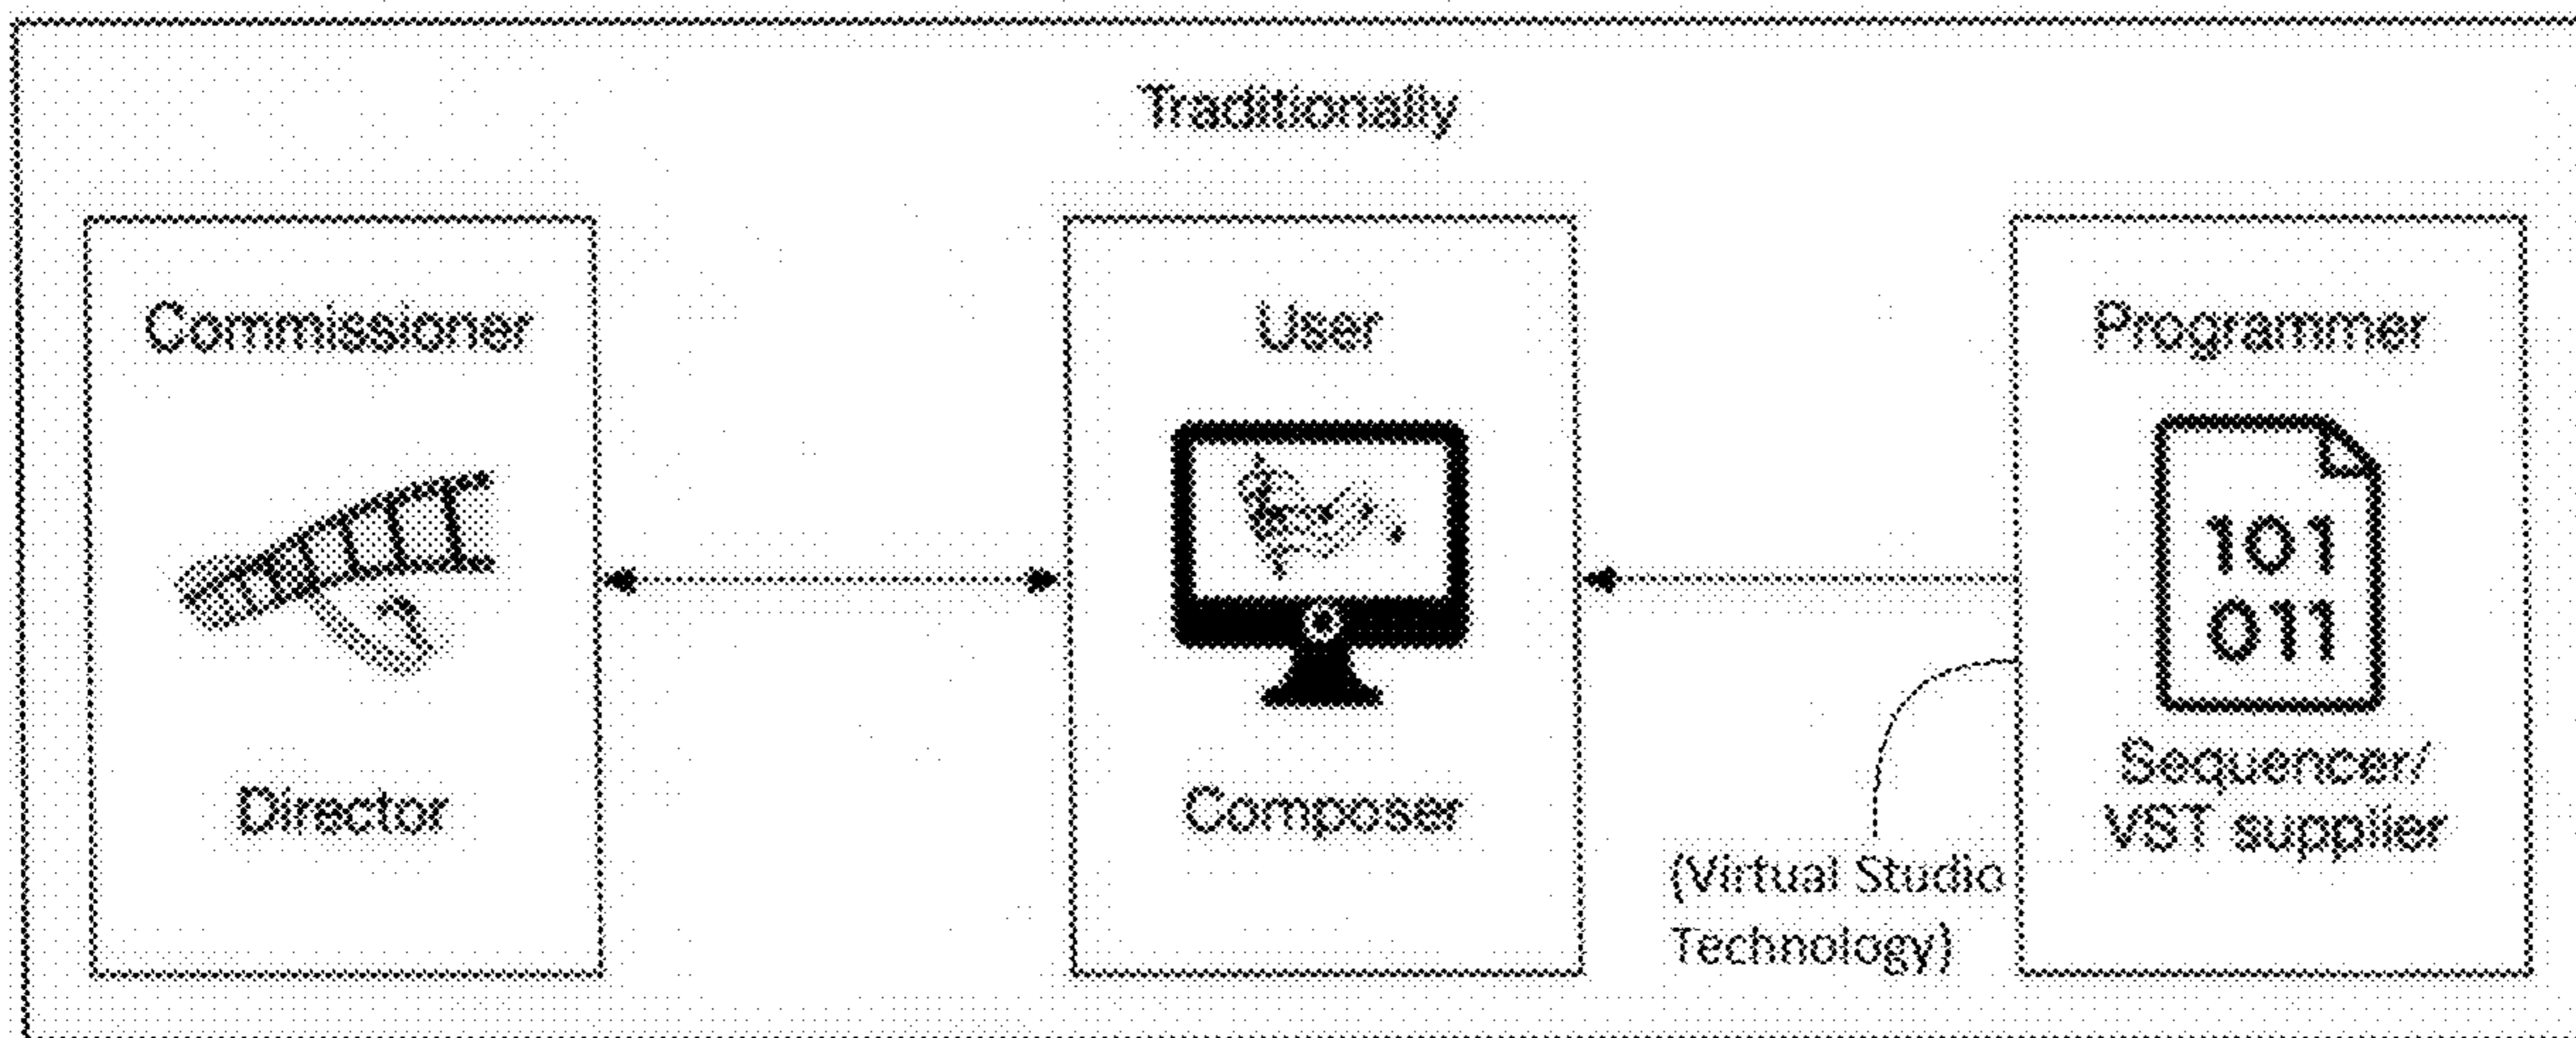 Traditionally
Commissioner
Director
User
Composer
(Virtual Studio
Technology)
Programmer
101
011
Sequencer/
VST supplier